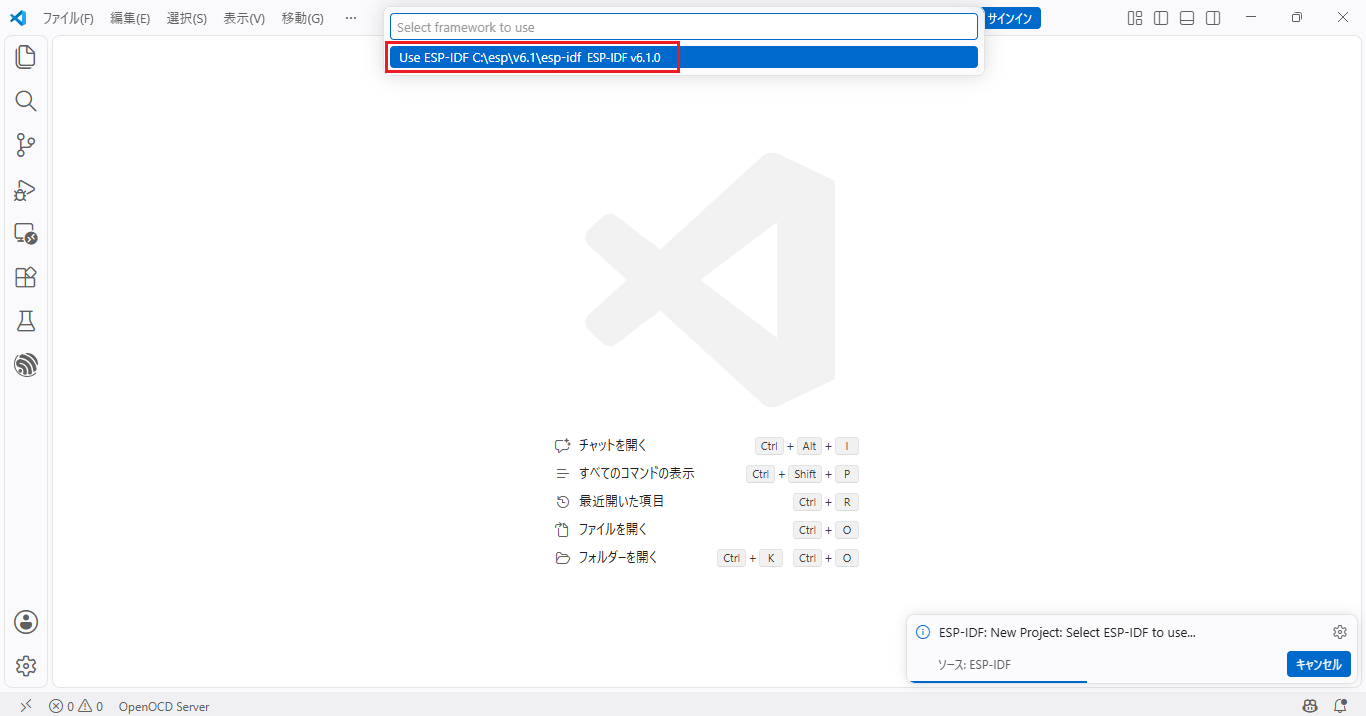 ファイル(F) 編集(E) 選択(S) 表示(V) 移動(G) … サインイン
Select framework to use
Use ESP-IDF C:\esp\v6.1\esp-idf ESP-IDF v6.1.0
チャットを開く Ctrl + Alt + I
すべてのコマンドの表示 Ctrl + Shift + P
最近開いた項目 Ctrl + R
ファイルを開く Ctrl + O
フォルダーを開く Ctrl + K Ctrl + O
ESP-IDF: New Project: Select ESP-IDF to use...
ソース: ESP-IDF キャンセル
0 0 OpenOCD Server